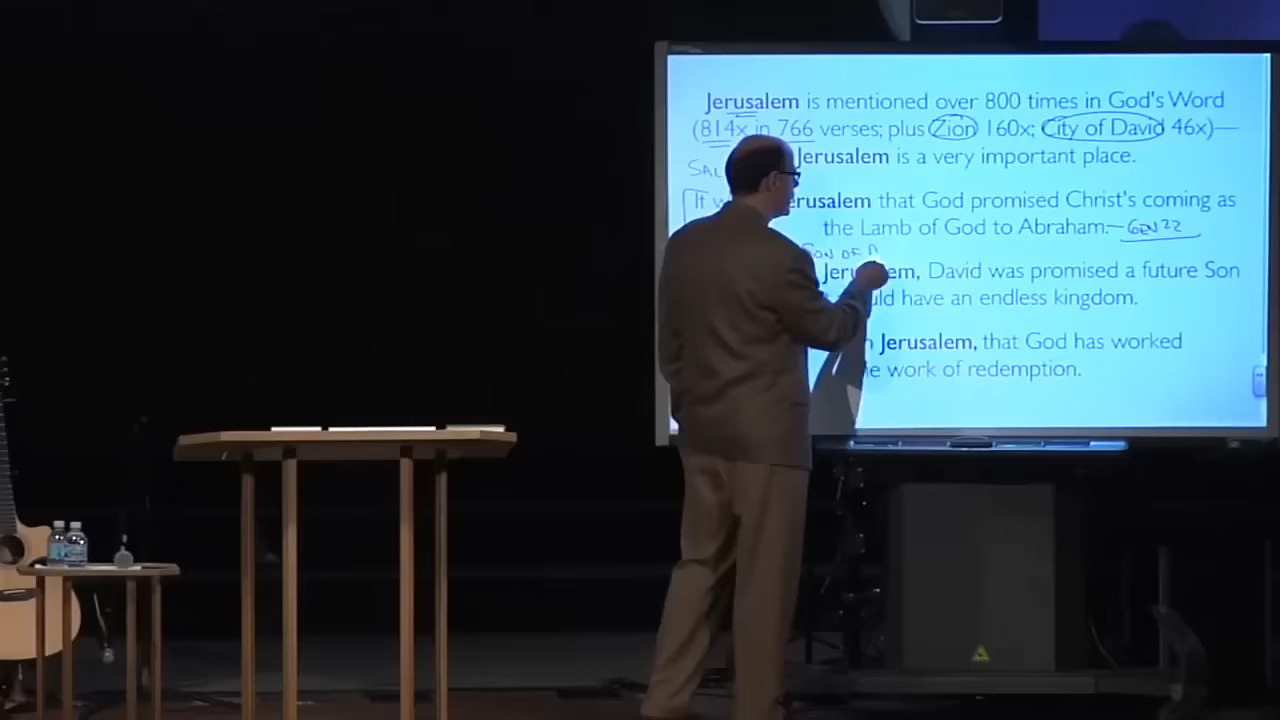 Jerusalem is mentioned over 800 times in God's Word
(814x in 766 verses; plus Zion 160x; City of David 46x)—
SAL Jerusalem is a very important place.
It erusalem that God promised Christ's coming as
the Lamb of God to Abraham.— GEN 22
SON OF
Jerusalem, David was promised a future Son
uld have an endless kingdom.
Jerusalem, that God has worked
e work of redemption.